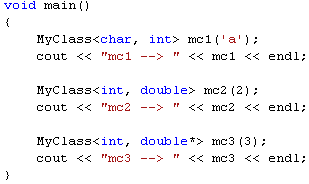 void main()
{
MyClass<char, int> mc1('a');
cout << "mc1 --> " << mc1 << endl;
MyClass<int, double> mc2(2);
cout << "mc2 --> " << mc2 << endl;
MyClass<int, double*> mc3(3);
cout << "mc3 --> " << mc3 << endl;
}